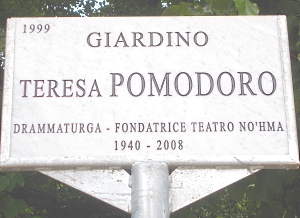 1999
GIARDINO
TERESA POMODORO
DRAMMATURGA - FONDATRICE TEATRO NO'HMA
1940 - 2008